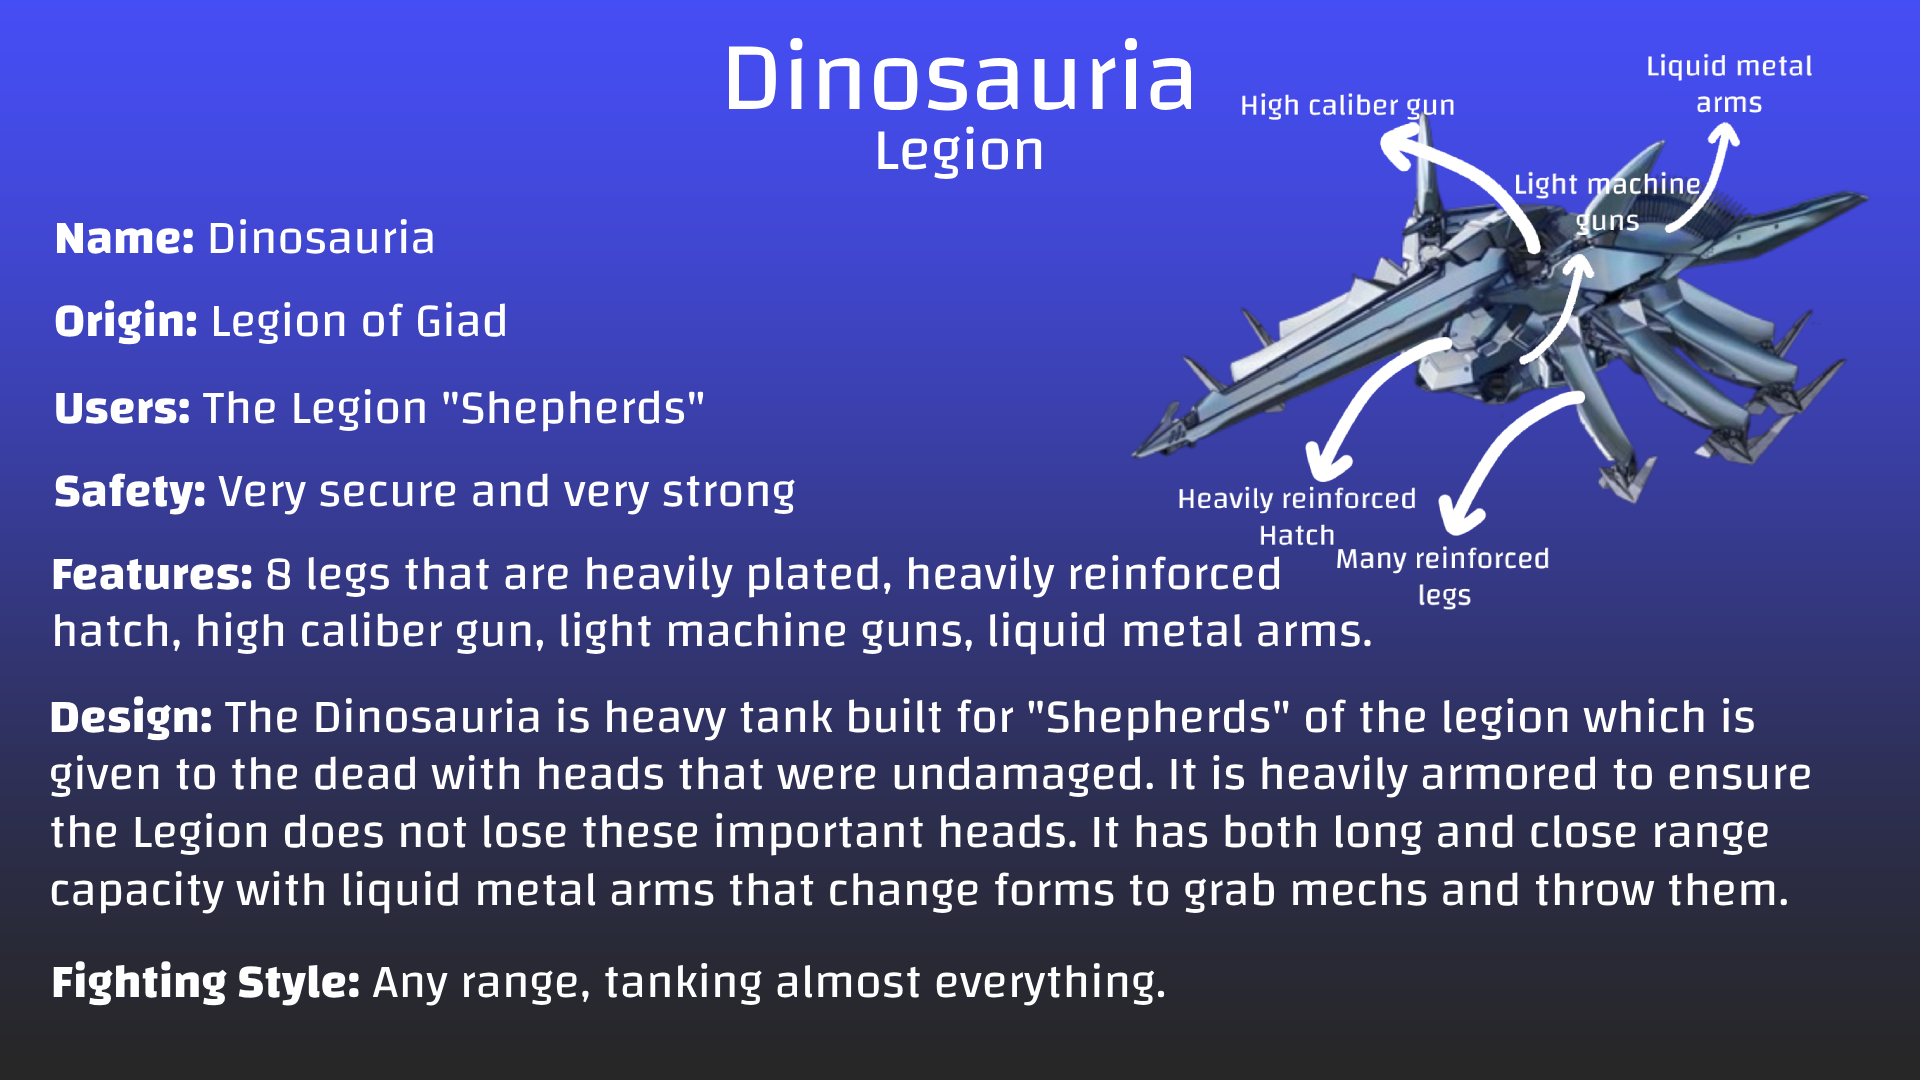 Dinosauria
Legion
High caliber gun
Liquid metal
arms
Light machine
guns
Name: Dinosauria
Origin: Legion of Giad
Users: The Legion "Shepherds"
Safety: Very secure and very strong
Heavily reinforced
Hatch
Many reinforced
legs
Features: 8 legs that are heavily plated, heavily reinforced
hatch, high caliber gun, light machine guns, liquid metal arms.
Design: The Dinosauria is heavy tank built for "Shepherds" of the legion which is
given to the dead with heads that were undamaged. It is heavily armored to ensure
the Legion does not lose these important heads. It has both long and close range
capacity with liquid metal arms that change forms to grab mechs and throw them.
Fighting Style: Any range, tanking almost everything.